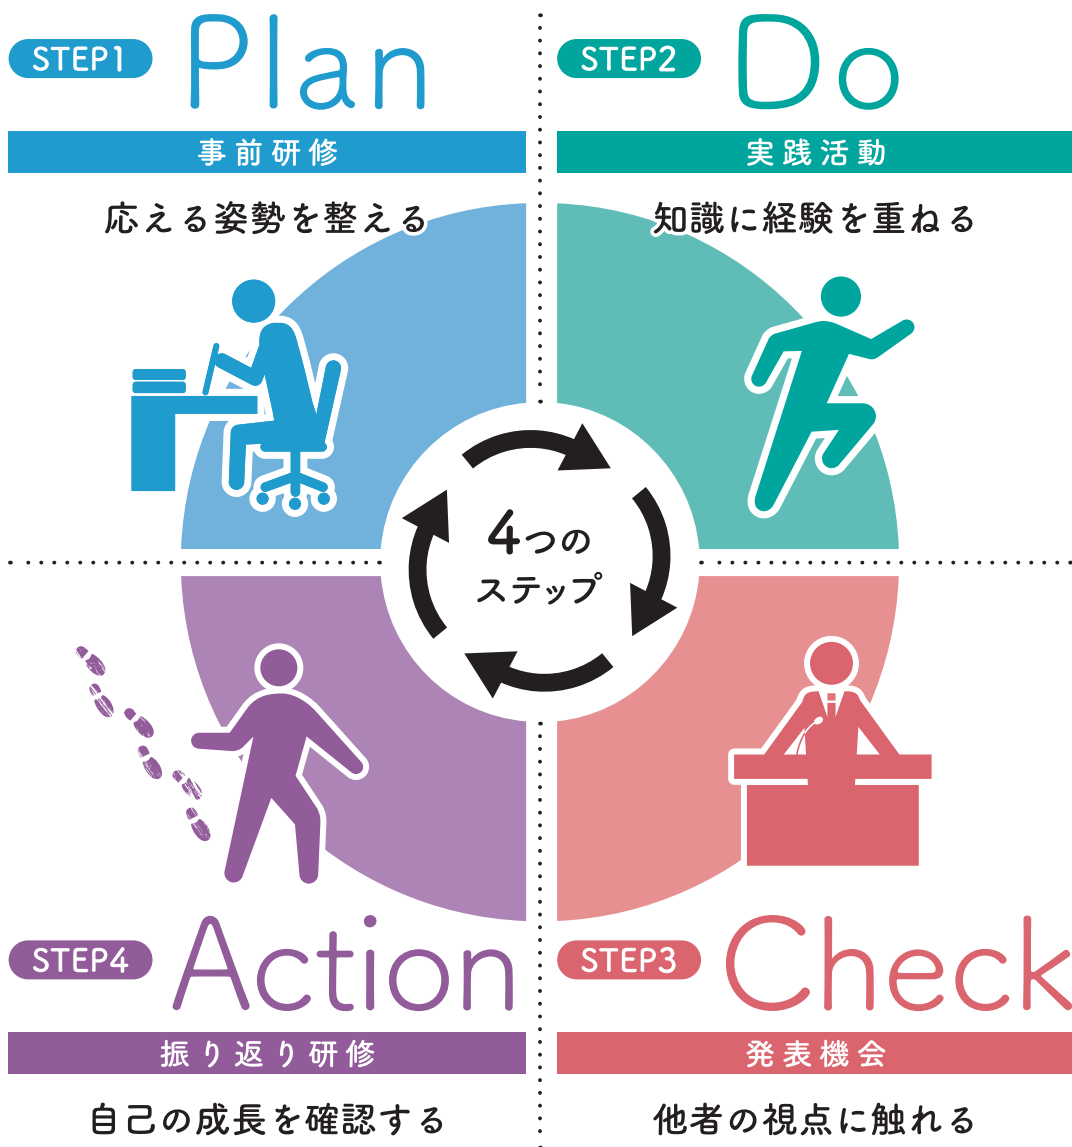 STEP1 Plan
事前研修
応える姿勢を整える
STEP2 Do
実践活動
知識に経験を重ねる
4つの
ステップ
STEP3 Check
発表機会
他者の視点に触れる
STEP4 Action
振り返り研修
自己の成長を確認する